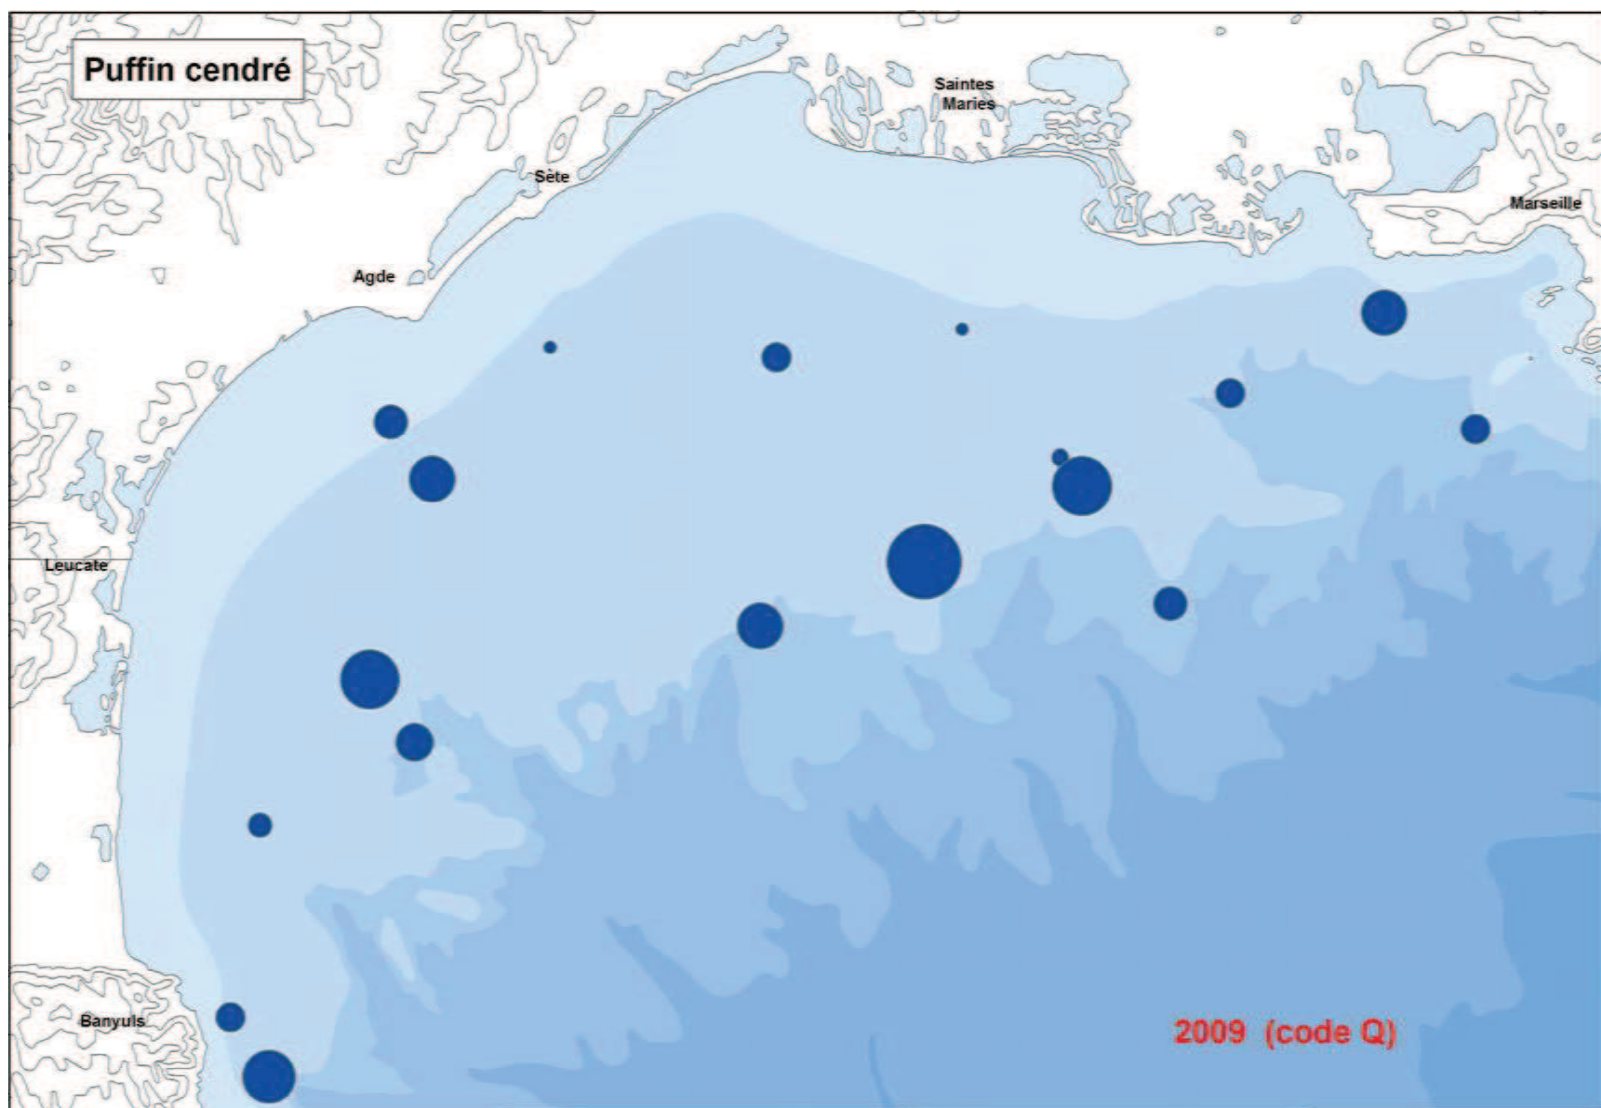 Puffin cendré
Saintes
Maries
Sète
Marseille
Agde
Leucate
Banyuls
2009 (code Q)